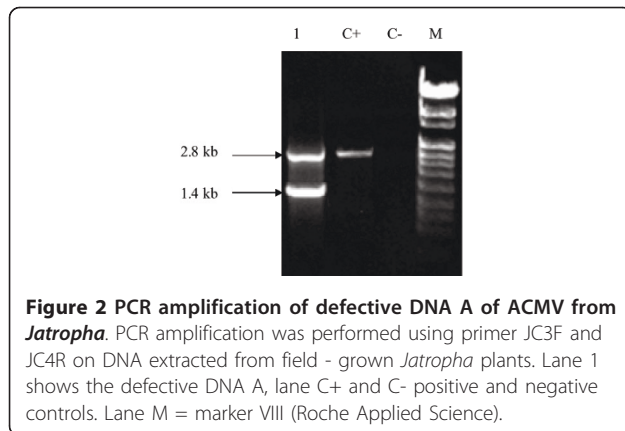 1 C+ C- M
2.8 kb
1.4 kb
Figure 2 PCR amplification of defective DNA A of ACMV from
Jatropha. PCR amplification was performed using primer JC3F and
JC4R on DNA extracted from field - grown Jatropha plants. Lane 1
shows the defective DNA A, lane C+ and C- positive and negative
controls. Lane M = marker VIII (Roche Applied Science).